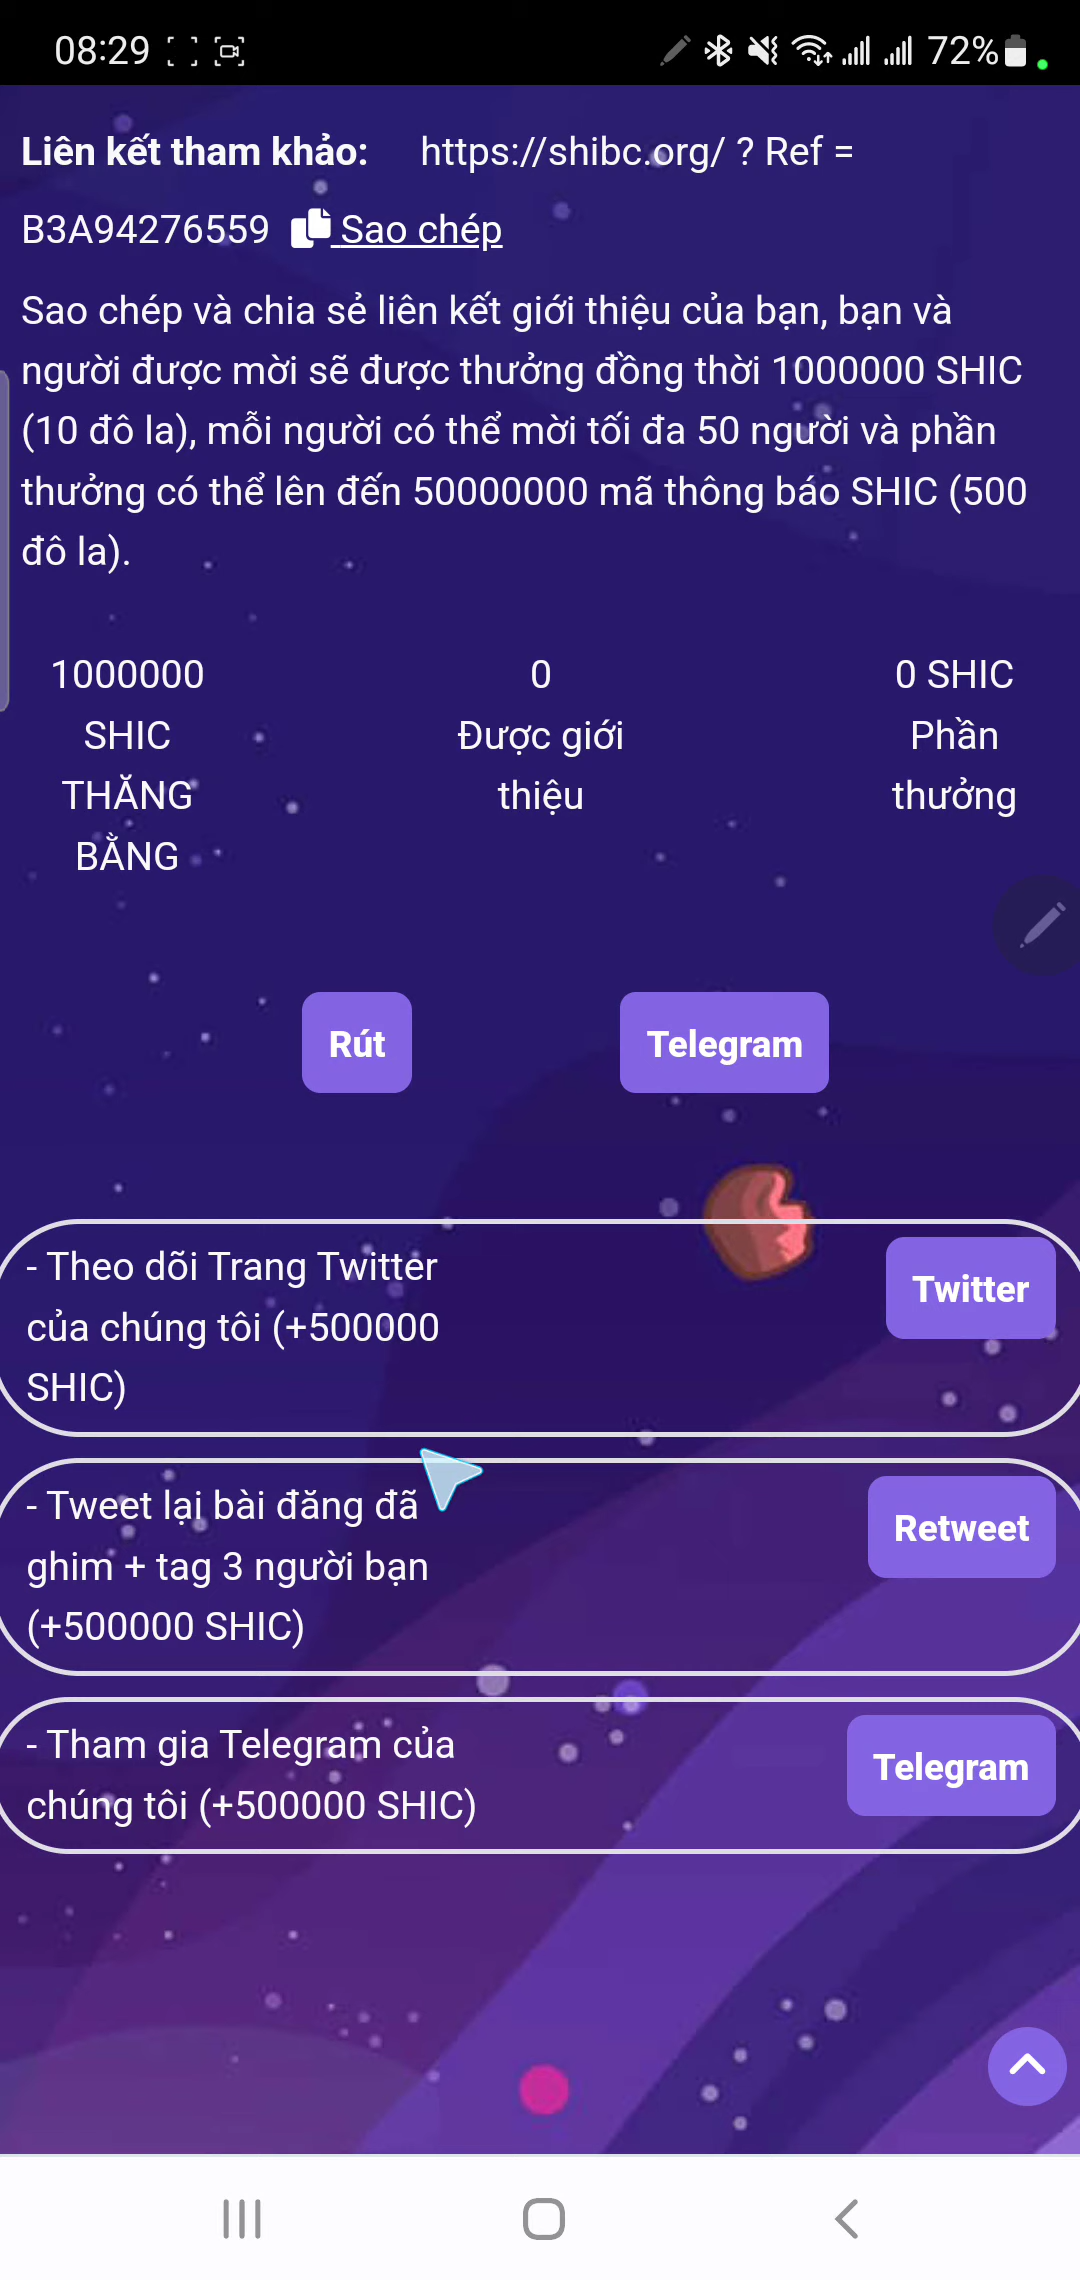 08:29
72%
Liên kết tham khảo: https://shibc.org/ ? Ref =
B3A94276559 Sao chép
Sao chép và chia sẻ liên kết giới thiệu của bạn, bạn và
người được mời sẽ được thưởng đồng thời 1000000 SHIC
(10 đô la), mỗi người có thể mời tối đa 50 người và phần
thưởng có thể lên đến 50000000 mã thông báo SHIC (500
đô la).
1000000
SHIC
THĂNG
BẰNG
0
Được giới
thiệu
0 SHIC
Phần
thưởng
Rút
Telegram
- Theo dõi Trang Twitter
của chúng tôi (+500000
SHIC)
Twitter
- Tweet lại bài đăng đã
ghim + tag 3 người bạn
(+500000 SHIC)
Retweet
- Tham gia Telegram của
chúng tôi (+500000 SHIC)
Telegram